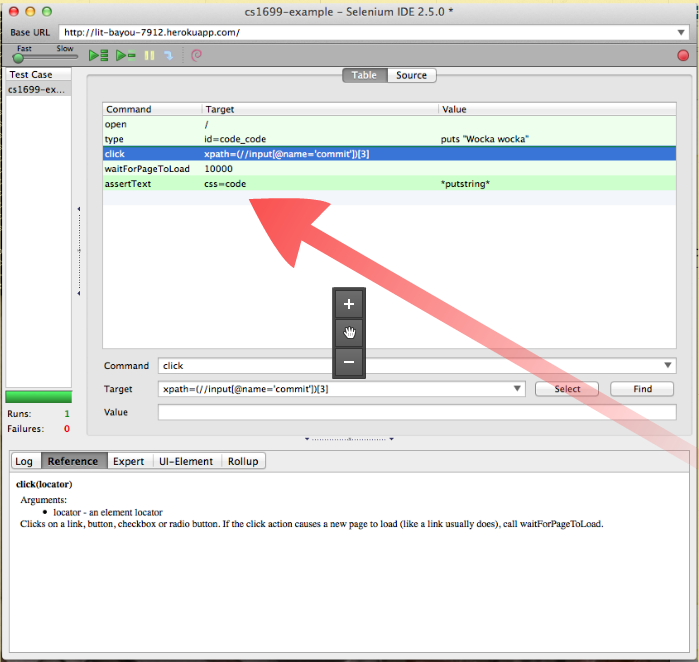 cs1699-example - Selenium IDE 2.5.0 *
Base URL http://lit-bayou-7912.herokuapp.com/
Fast Slow
Test Case
cs1699-ex...
Table Source
Command Target Value
open /
type id=code_code puts "Wocka wocka"
click xpath=(//input[@name='commit'])[3]
waitForPageToLoad 10000
assertText css=code *putstring*
Command click
Target xpath=(//input[@name='commit'])[3] Select Find
Value
Runs: 1
Failures: 0
Log Reference Expert UI-Element Rollup
click(locator)
Arguments:
• locator - an element locator
Clicks on a link, button, checkbox or radio button. If the click action causes a new page to load (like a link usually does), call waitForPageToLoad.